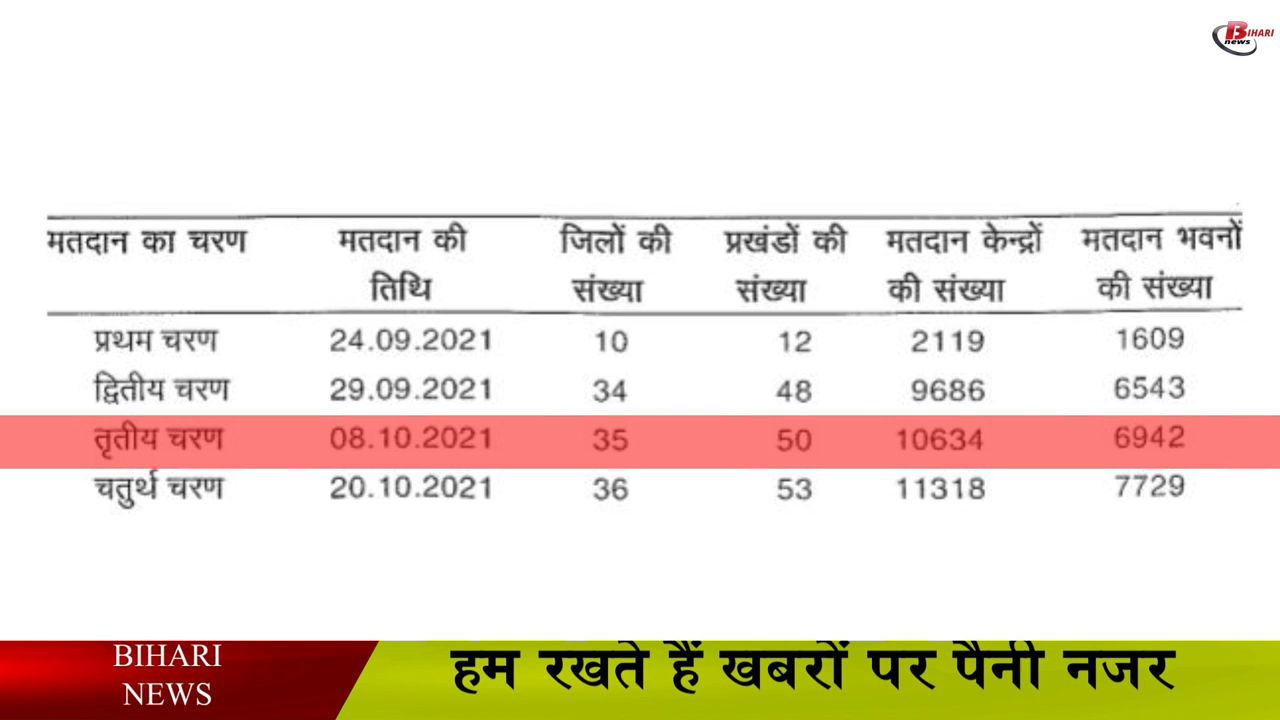 BIHARI
news
मतदान का चरण मतदान की जिलों की प्रखंडों की मतदान केन्द्रों मतदान भवनों
तिथि संख्या संख्या की संख्या की संख्या
प्रथम चरण 24.09.2021 10 12 2119 1609
द्वितीय चरण 29.09.2021 34 48 9686 6543
तृतीय चरण 08.10.2021 35 50 10634 6942
चतुर्थ चरण 20.10.2021 36 53 11318 7729
BIHARI
NEWS
हम रखते हैं खबरों पर पैनी नजर